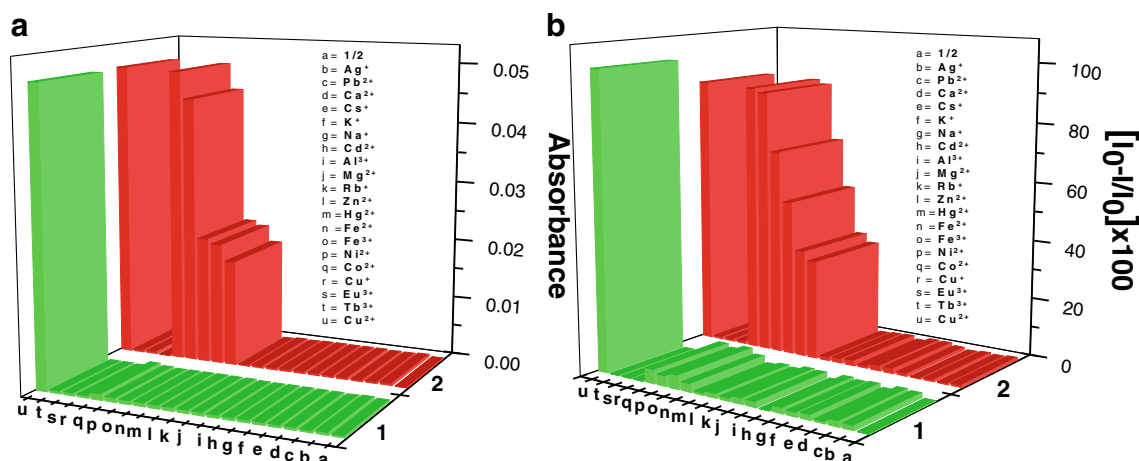 a
a = 1/2
b = Ag⁺
c = Pb²⁺
d = Ca²⁺
e = Cs⁺
f = K⁺
g = Na⁺
h = Cd²⁺
i = Al³⁺
j = Mg²⁺
k = Rb⁺
l = Zn²⁺
m = Hg²⁺
n = Fe²⁺
o = Fe³⁺
p = Ni²⁺
q = Co²⁺
r = Cu⁺
s = Eu³⁺
t = Tb³⁺
u = Cu²⁺
0.05
0.04
0.03
0.02
0.01
0.00
Absorbance
2
1
u t s r q p o n m l k j i h g f e d c b a
b
a = 1/2
b = Ag⁺
c = Pb²⁺
d = Ca²⁺
e = Cs⁺
f = K⁺
g = Na⁺
h = Cd²⁺
i = Al³⁺
j = Mg²⁺
k = Rb⁺
l = Zn²⁺
m = Hg²⁺
n = Fe²⁺
o = Fe³⁺
p = Ni²⁺
q = Co²⁺
r = Cu⁺
s = Eu³⁺
t = Tb³⁺
u = Cu²⁺
100
80
60
40
20
0
[I₀-I/I₀]x100
2
1
u t s r q p o n m l k j i h g f e d c b a